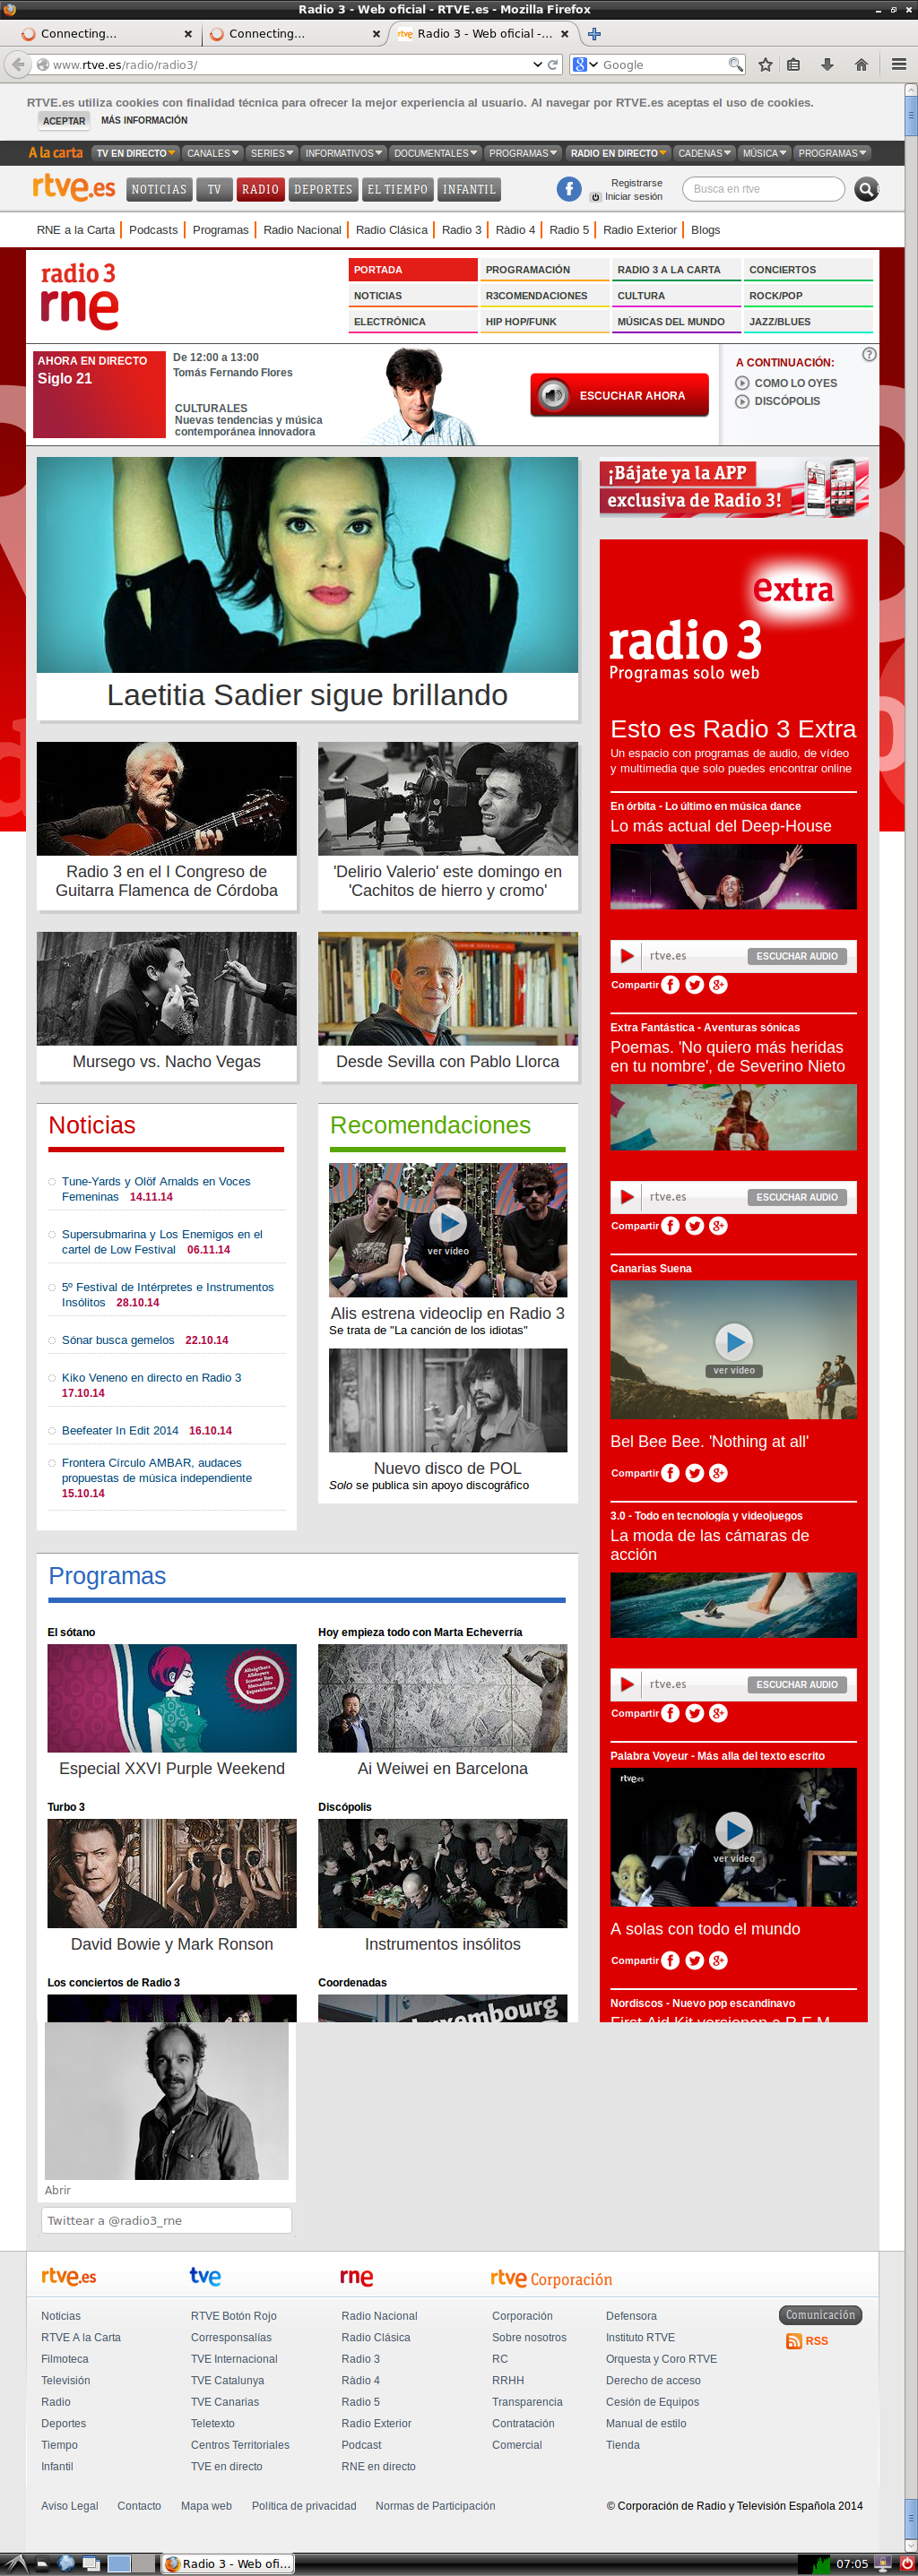 Radio 3 - Web oficial - RTVE.es - Mozilla Firefox
Connecting...
Connecting...
Radio 3 - Web oficial -...
www.rtve.es/radio/radio3/
Google
RTVE.es utiliza cookies con finalidad técnica para ofrecer la mejor experiencia al usuario. Al navegar por RTVE.es aceptas el uso de cookies.
ACEPTAR MÁS INFORMACIÓN
A la carta TV EN DIRECTO CANALES SERIES INFORMATIVOS DOCUMENTALES PROGRAMAS RADIO EN DIRECTO CADENAS MÚSICA PROGRAMAS
rtve.es NOTICIAS TV RADIO DEPORTES EL TIEMPO INFANTIL
Registrarse
Iniciar sesión
Busca en rtve
RNE a la Carta Podcasts Programas Radio Nacional Radio Clásica Radio 3 Ràdio 4 Radio 5 Radio Exterior Blogs
radio 3
rne
PORTADA PROGRAMACIÓN RADIO 3 A LA CARTA CONCIERTOS
NOTICIAS R3COMENDACIONES CULTURA ROCK/POP
ELECTRÓNICA HIP HOP/FUNK MÚSICAS DEL MUNDO JAZZ/BLUES
AHORA EN DIRECTO
Siglo 21
De 12:00 a 13:00
Tomás Fernando Flores
CULTURALES
Nuevas tendencias y música
contemporánea innovadora
ESCUCHAR AHORA
A CONTINUACIÓN:
COMO LO OYES
DISCÓPOLIS
Laetitia Sadier sigue brillando
Radio 3 en el I Congreso de
Guitarra Flamenca de Córdoba
'Delirio Valerio' este domingo en
'Cachitos de hierro y cromo'
Mursego vs. Nacho Vegas
Desde Sevilla con Pablo Llorca
Noticias
Tune-Yards y Olöf Arnalds en Voces
Femeninas 14.11.14
Supersubmarina y Los Enemigos en el
cartel de Low Festival 06.11.14
5º Festival de Intérpretes e Instrumentos
Insólitos 28.10.14
Sónar busca gemelos 22.10.14
Kiko Veneno en directo en Radio 3
17.10.14
Beefeater In Edit 2014 16.10.14
Frontera Círculo AMBAR, audaces
propuestas de música independiente
15.10.14
Recomendaciones
ver vídeo
Alis estrena videoclip en Radio 3
Se trata de "La canción de los idiotas"
Nuevo disco de POL
Solo se publica sin apoyo discográfico
Programas
El sótano
Especial XXVI Purple Weekend
Hoy empieza todo con Marta Echeverría
Ai Weiwei en Barcelona
Turbo 3
David Bowie y Mark Ronson
Discópolis
Instrumentos insólitos
Los conciertos de Radio 3
Coordenadas
¡Bájate ya la APP
exclusiva de Radio 3!
extra
radio 3
Programas solo web
Esto es Radio 3 Extra
Un espacio con programas de audio, de vídeo
y multimedia que solo puedes encontrar online
En órbita - Lo último en música dance
Lo más actual del Deep-House
rtve.es ESCUCHAR AUDIO
Compartir
Extra Fantástica - Aventuras sónicas
Poemas. 'No quiero más heridas
en tu nombre', de Severino Nieto
rtve.es ESCUCHAR AUDIO
Compartir
Canarias Suena
ver vídeo
Bel Bee Bee. 'Nothing at all'
Compartir
3.0 - Todo en tecnología y videojuegos
La moda de las cámaras de
acción
rtve.es ESCUCHAR AUDIO
Compartir
Palabra Voyeur - Más alla del texto escrito
rtve.es
ver vídeo
A solas con todo el mundo
Compartir
Nordiscos - Nuevo pop escandinavo
First Aid Kit versionan a R.E.M.
Abrir
Twittear a @radio3_rne
rtve.es tve rne rtve Corporación
Noticias RTVE Botón Rojo Radio Nacional Corporación Defensora
RTVE A la Carta Corresponsalías Radio Clásica Sobre nosotros Instituto RTVE
Filmoteca TVE Internacional Radio 3 RC Orquesta y Coro RTVE
Televisión TVE Catalunya Ràdio 4 RRHH Derecho de acceso
Radio TVE Canarias Radio 5 Transparencia Cesión de Equipos
Deportes Teletexto Radio Exterior Contratación Manual de estilo
Tiempo Centros Territoriales Podcast Comercial Tienda
Infantil TVE en directo RNE en directo
Comunicación
RSS
Aviso Legal Contacto Mapa web Política de privacidad Normas de Participación
© Corporación de Radio y Televisión Española 2014
Radio 3 - Web ofi...
07:05